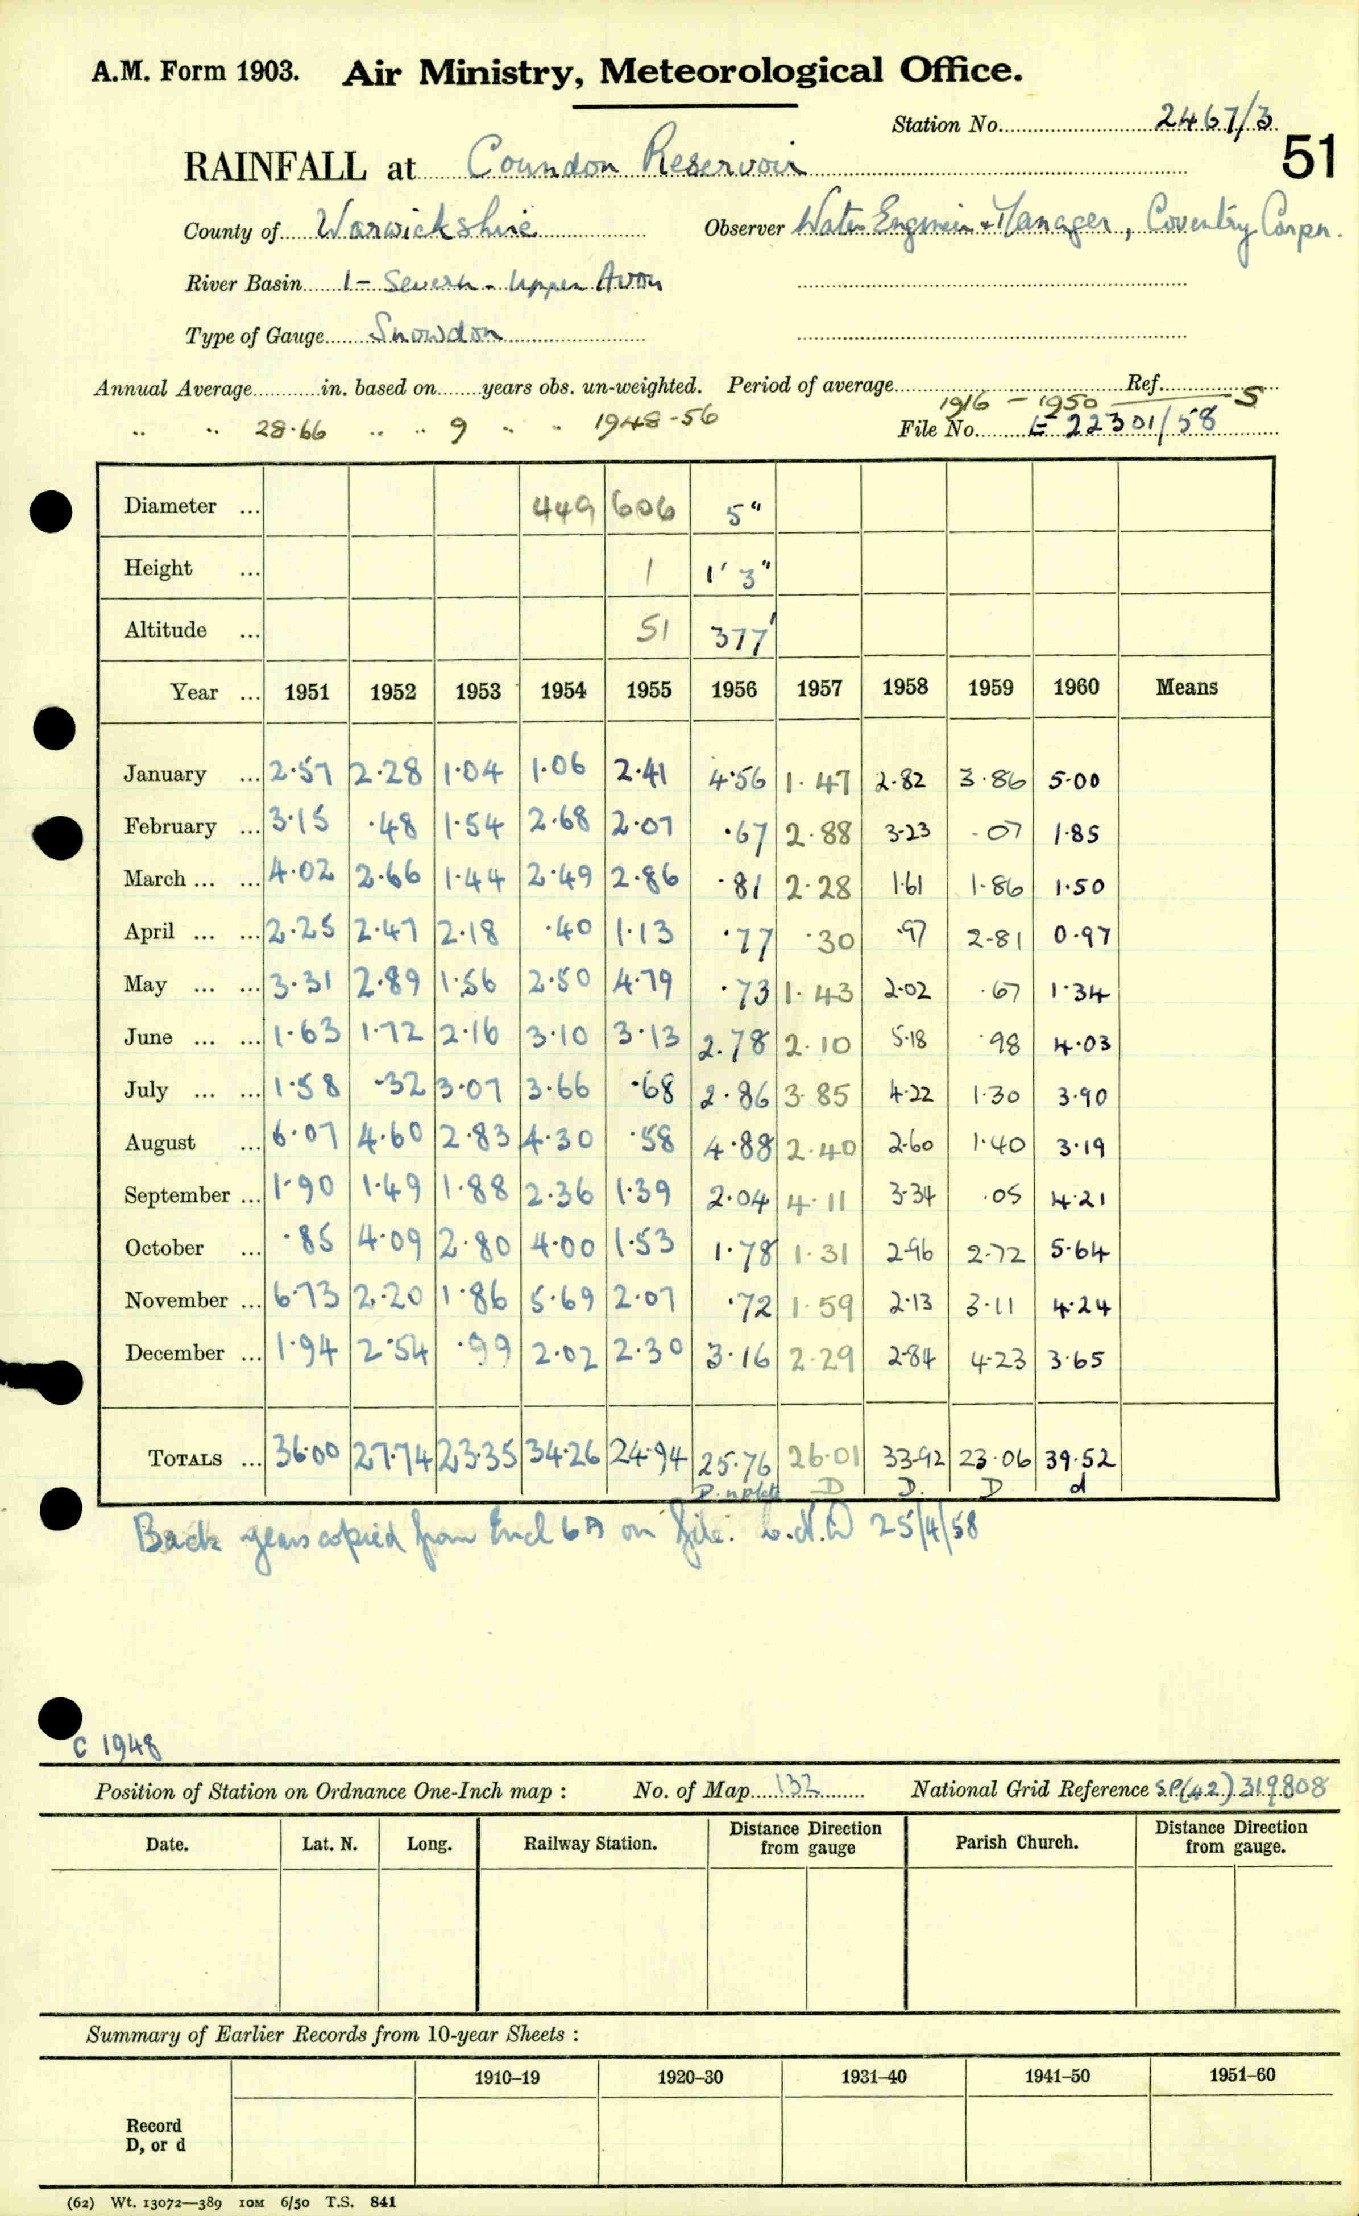 A.M. Form 1903. Air Ministry, Meteorological Office.
Station No. 2467/3
51
RAINFALL at Coundon Reservoir
County of Warwickshire Observer Water Engineer & Manager, Coventry Corpn.
River Basin 1 - Severn - Upper Avon
Type of Gauge Snowdon
Annual Average in. based on years obs. un-weighted. Period of average Ref.
1916 - 1950 S
" " 28.66 " " 9 " " 1948-56 File No. E 22301/58
Diameter ... 449 606 5"
Height ... 1 1' 3"
Altitude ... 51 377'
Year ... 1951 1952 1953 1954 1955 1956 1957 1958 1959 1960 Means
January ... 2.57 2.28 1.04 1.06 2.41 4.56 1.47 2.82 3.86 5.00
February ... 3.15 .48 1.54 2.68 2.07 .67 2.88 3.23 .07 1.85
March ... ... 4.02 2.66 1.44 2.49 2.86 .81 2.28 1.61 1.86 1.50
April ... ... 2.25 2.47 2.18 .40 1.13 .77 .30 .97 2.81 0.97
May ... ... 3.31 2.89 1.56 2.50 4.79 .73 1.43 2.02 .67 1.34
June ... ... 1.63 1.72 2.16 3.10 3.13 2.78 2.10 5.18 .98 4.03
July ... ... 1.58 .32 3.07 3.66 .68 2.86 3.85 4.22 1.30 3.90
August ... 6.07 4.60 2.83 4.30 .58 4.88 2.40 2.60 1.40 3.19
September ... 1.90 1.49 1.88 2.36 1.39 2.04 4.11 3.34 .05 4.21
October ... .85 4.09 2.80 4.00 1.53 1.78 1.31 2.96 2.72 5.64
November ... 6.73 2.20 1.86 5.69 2.07 .72 1.59 2.13 3.11 4.24
December ... 1.94 2.54 .99 2.02 2.30 3.16 2.29 2.84 4.23 3.65
TOTALS ... 36.00 27.74 23.35 34.26 24.94 25.76 26.01 33.92 23.06 39.52
D D. D d
Back years copied from Encl 6A on file. 25/4/58
C 1948
Position of Station on Ordnance One-Inch map : No. of Map 132 National Grid Reference S.P.(42) 319808
Date. Lat. N. Long. Railway Station. Distance from gauge Direction Parish Church. Distance from gauge. Direction
Summary of Earlier Records from 10-year Sheets :
1910–19 1920–30 1931–40 1941–50 1951–60
Record
D, or d
(62) Wt. 13072—389 10M 6/50 T.S. 841